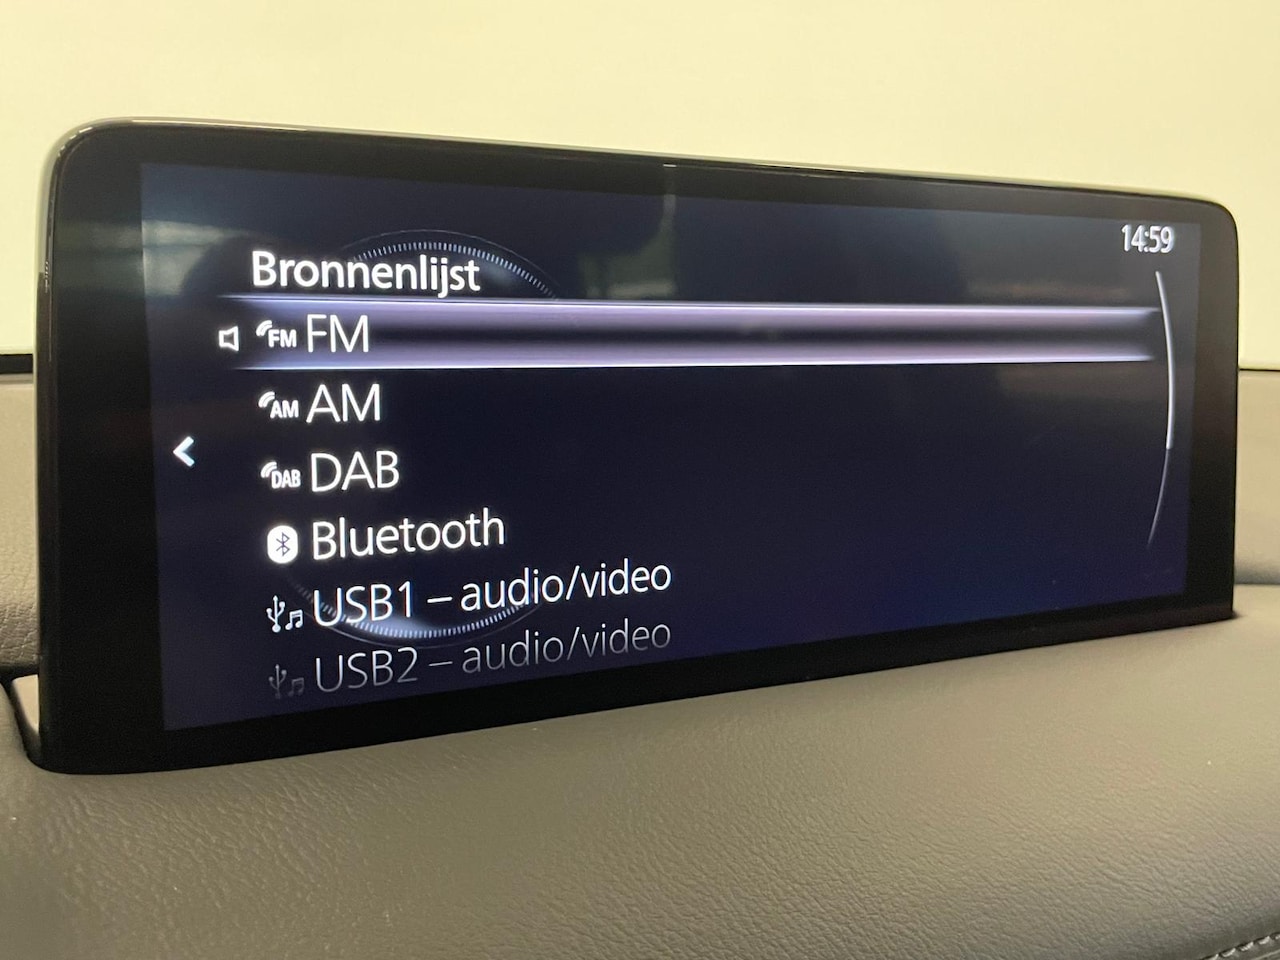 14:59
Bronnenlijst
FM FM
AM AM
DAB DAB
Bluetooth
USB1 – audio/video
USB2 – audio/video